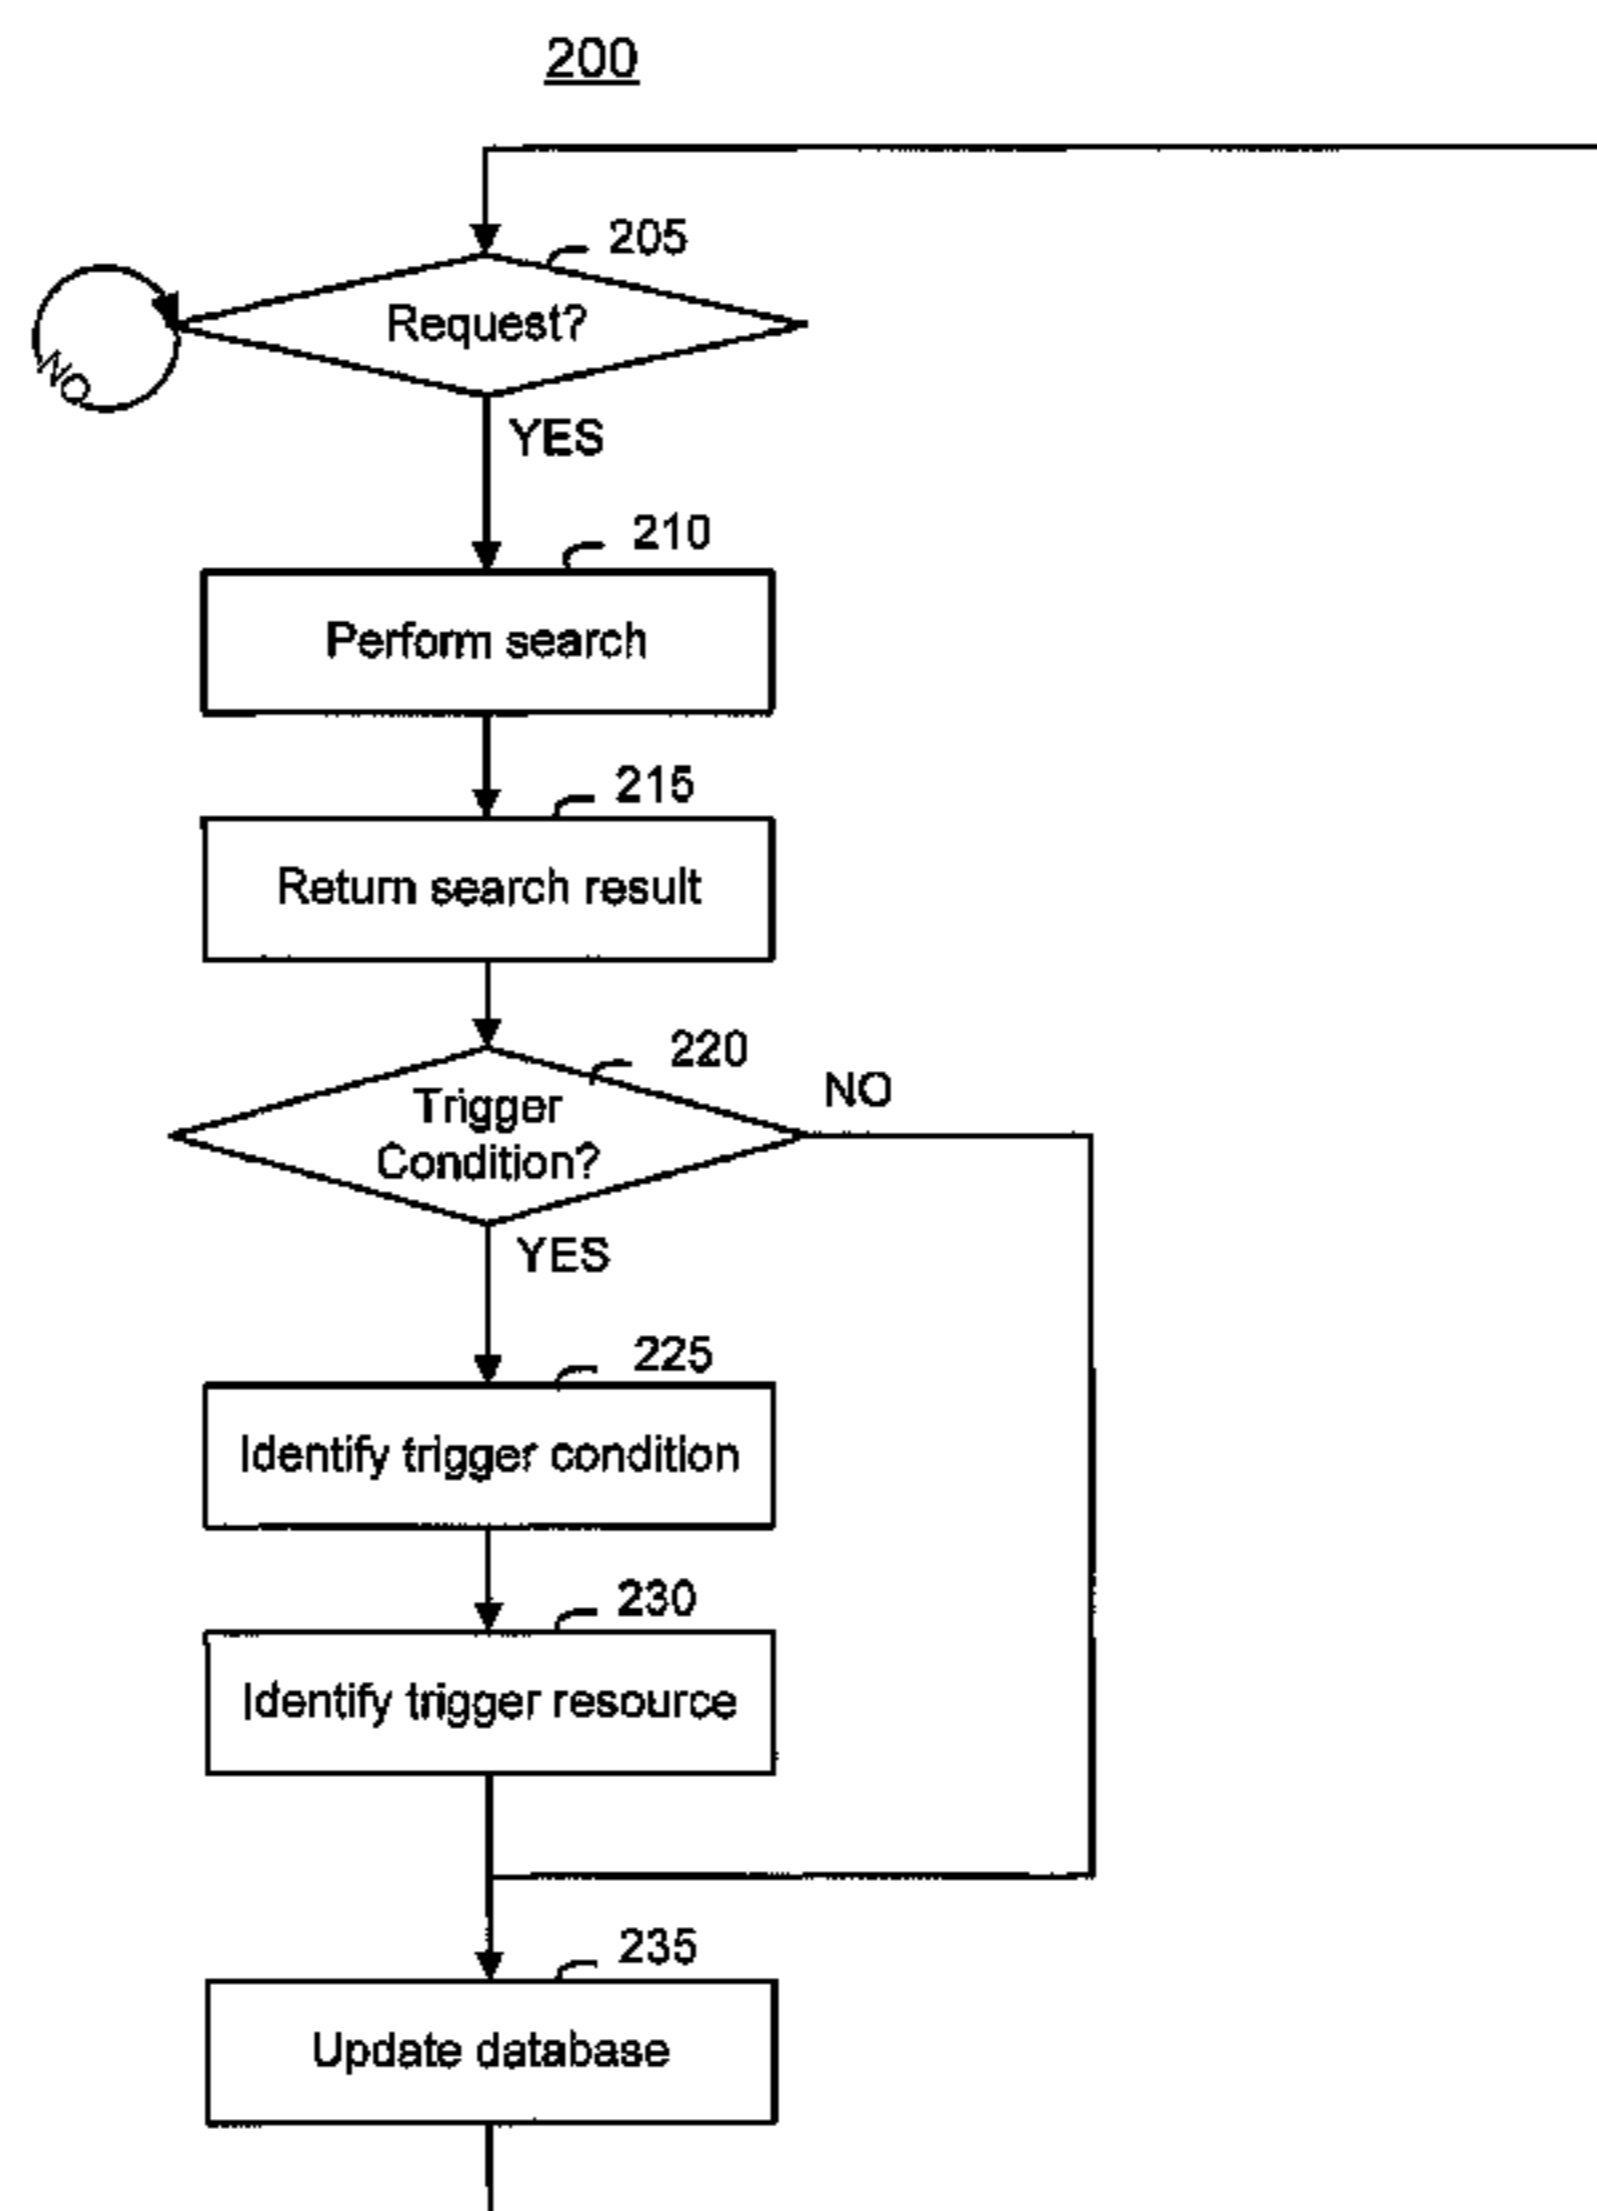 200
205
Request?
NO
YES
210
Perform search
215
Return search result
220
Trigger
Condition?
NO
YES
225
Identify trigger condition
230
Identify trigger resource
235
Update database